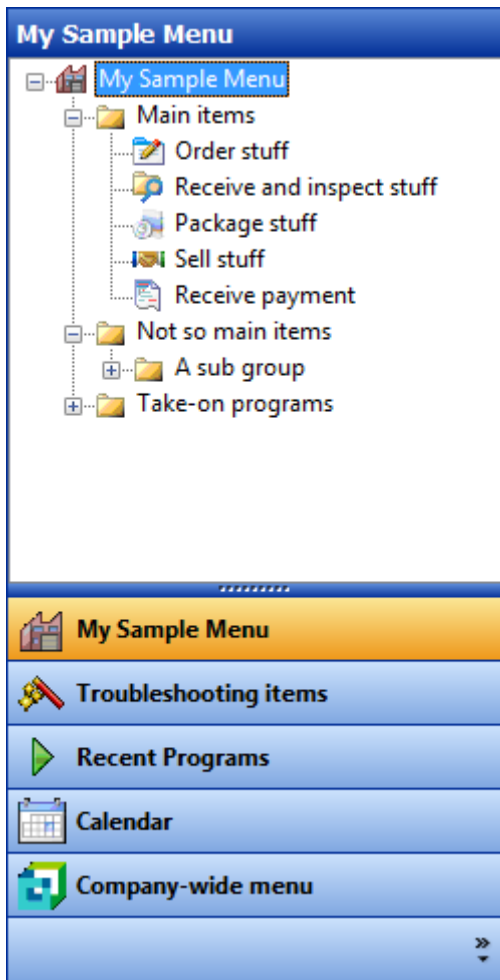 My Sample Menu
My Sample Menu
Main items
Order stuff
Receive and inspect stuff
Package stuff
Sell stuff
Receive payment
Not so main items
A sub group
Take-on programs
My Sample Menu
Troubleshooting items
Recent Programs
Calendar
Company-wide menu